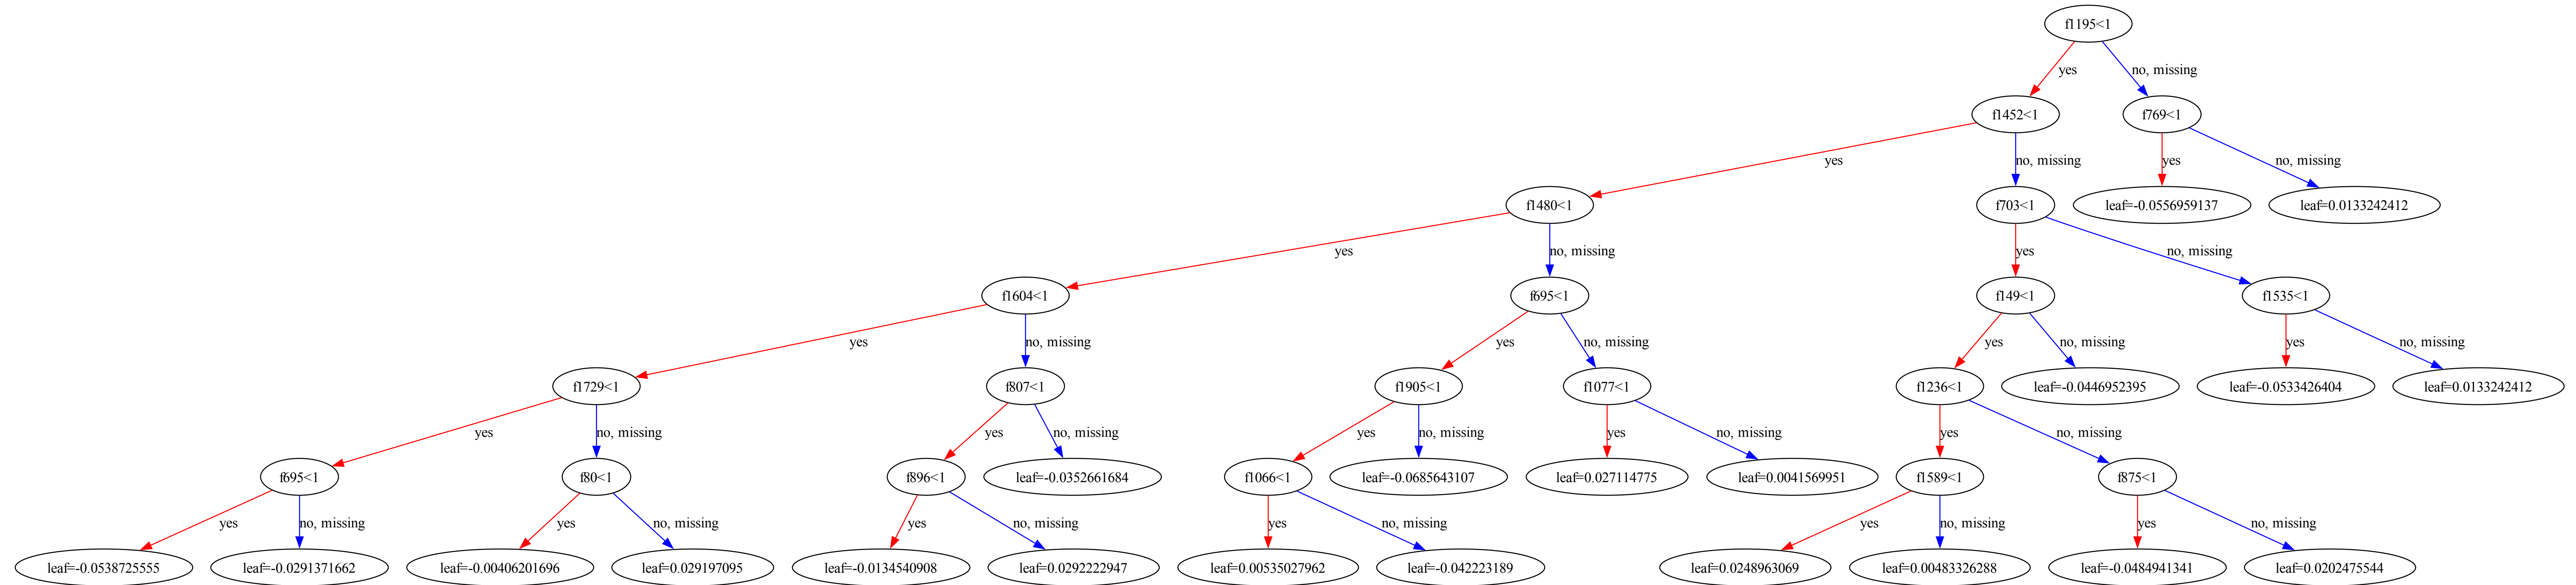 f1195<1
yes
no, missing
f1452<1
f769<1
yes
no, missing
yes
no, missing
f1480<1
f703<1
leaf=-0.0556959137
leaf=0.0133242412
yes
no, missing
yes
no, missing
f1604<1
f695<1
f149<1
f1535<1
yes
no, missing
yes
no, missing
yes
no, missing
yes
no, missing
f1729<1
f807<1
f1905<1
f1077<1
f1236<1
leaf=-0.0446952395
leaf=-0.0533426404
leaf=0.0133242412
yes
no, missing
yes
no, missing
yes
no, missing
yes
no, missing
yes
no, missing
f695<1
f80<1
f896<1
leaf=-0.0352661684
f1066<1
leaf=-0.0685643107
leaf=0.027114775
leaf=0.0041569951
f1589<1
f875<1
yes
no, missing
yes
no, missing
yes
no, missing
yes
no, missing
yes
no, missing
yes
no, missing
leaf=-0.0538725555
leaf=-0.0291371662
leaf=-0.00406201696
leaf=0.029197095
leaf=-0.0134540908
leaf=0.0292222947
leaf=0.00535027962
leaf=-0.042223189
leaf=0.0248963069
leaf=0.00483326288
leaf=-0.0484941341
leaf=0.0202475544